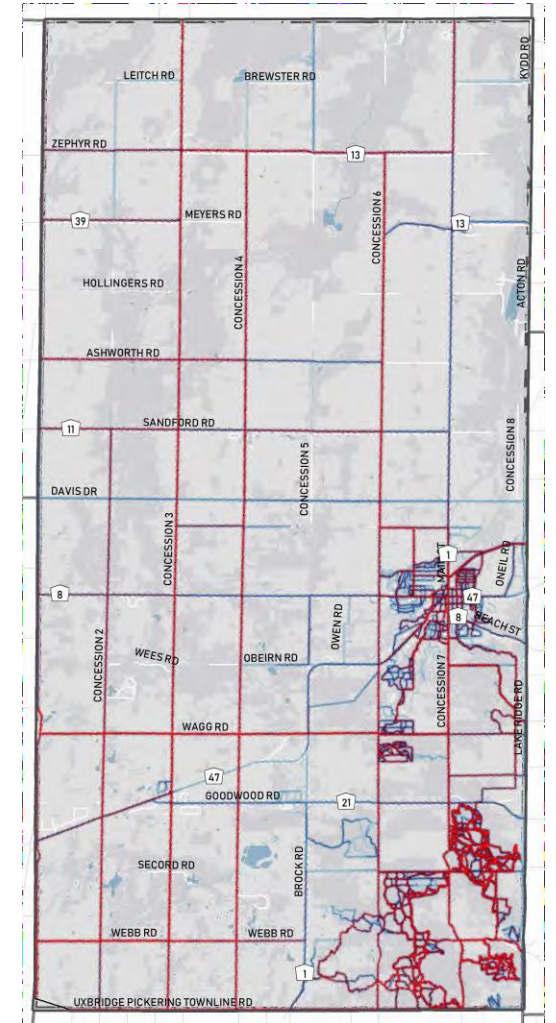 KYDD RD
LEITCH RD
BREWSTER RD
ZEPHYR RD
13
CONCESSION 6
39
MEYERS RD
13
CONCESSION 4
HOLLINGERS RD
ACTON RD
ASHWORTH RD
11
SANDFORD RD
CONCESSION 5
CONCESSION 8
DAVIS DR
CONCESSION 3
1
ONEIL RD
8
47
8
BEACH ST
OWEN RD
WEES RD
OBEIRN RD
CONCESSION 2
CONCESSION 7
LAKE RIDGE RD
WAGG RD
47
GOODWOOD RD
21
SECORD RD
BROCK RD
WEBB RD
WEBB RD
1
UXBRIDGE PICKERING TOWNLINE RD